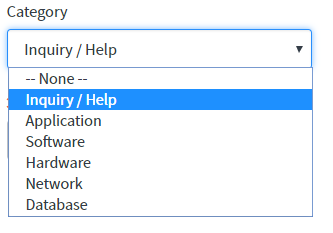 Category
Inquiry / Help
-- None --
Inquiry / Help
Application
Software
Hardware
Network
Database